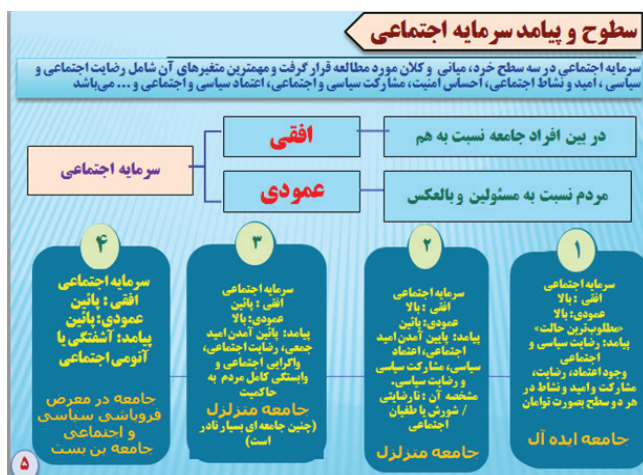 سطوح و پیامد سرمایه اجتماعی
سرمایه اجتماعی در سه سطح خرد، میانی و کلان مورد مطالعه قرار گرفت و مهمترین متغیرهای آن شامل رضایت اجتماعی و
سیاسی ، امید و نشاط اجتماعی، احساس امنیت، مشارکت سیاسی و اجتماعی، اعتماد سیاسی و اجتماعی و ... می‌باشد
در بین افراد جامعه نسبت به هم
افقی
سرمایه اجتماعی
مردم نسبت به مسئولین و بالعکس
عمودی
۱
سرمایه اجتماعی
افقی : بالا
عمودی: بالا
«مطلوب‌ترین حالت»
پیامد: رضایت سیاسی و
اجتماعی
وجود اعتماد، رضایت،
مشارکت و امید و نشاط در
هر دو سطح بصورت توامان
جامعه ایده آل
۲
سرمایه اجتماعی
افقی : بالا
عمودی: پائین
پیامد: پایین آمدن امید
اجتماعی، اعتماد
سیاسی، مشارکت سیاسی
و رضایت سیاسی.
مشخصه آن : نارضایتی
/ شورش یا طغیان
اجتماعی
جامعه متزلزل
۳
سرمایه اجتماعی
افقی : پائین
عمودی: بالا
پیامد: پائین آمدن امید
جمعی، رضایت اجتماعی،
واگرایی اجتماعی و
وابستگی کامل مردم به
حاکمیت
جامعه متزلزل
(چنین جامعه ای بسیار نادر
است)
۴
سرمایه اجتماعی
افقی : پائین
عمودی: پائین
پیامد: آشفتگی یا
آنومی اجتماعی
جامعه در معرض
فروپاشی سیاسی
و اجتماعی
جامعه بن بست
۵